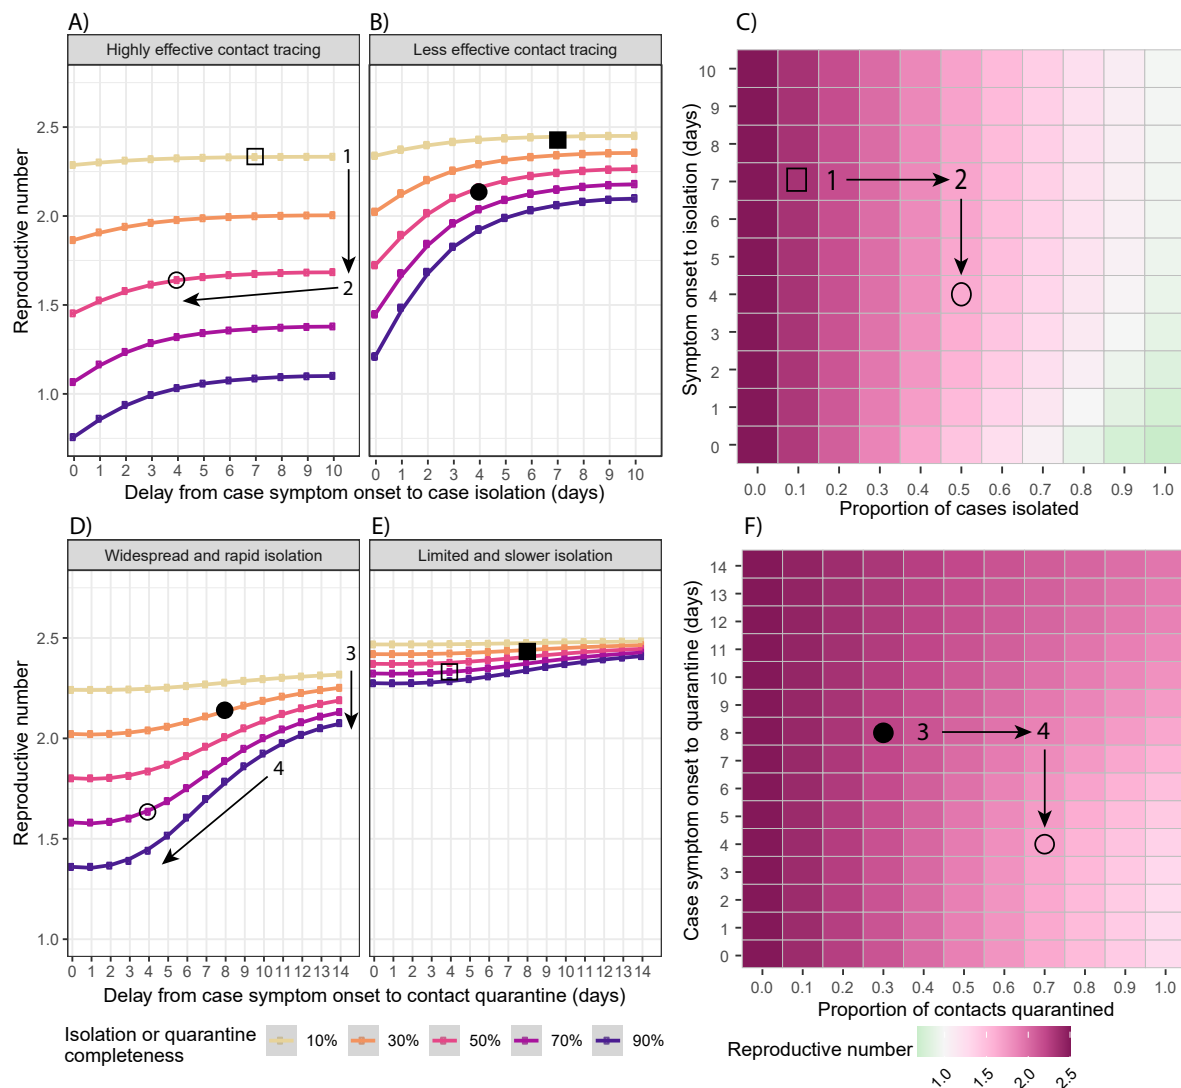 A)
Highly effective contact tracing
B)
Less effective contact tracing
Reproductive number
2.5
2.0
1.5
1.0
1
2
0 1 2 3 4 5 6 7 8 9 10
0 1 2 3 4 5 6 7 8 9 10
Delay from case symptom onset to case isolation (days)
C)
Symptom onset to isolation (days)
10
9
8
7
6
5
4
3
2
1
0
1
2
0.0 0.1 0.2 0.3 0.4 0.5 0.6 0.7 0.8 0.9 1.0
Proportion of cases isolated
D)
Widespread and rapid isolation
E)
Limited and slower isolation
Reproductive number
2.5
2.0
1.5
1.0
3
4
0 1 2 3 4 5 6 7 8 9 10 11 12 13 14
0 1 2 3 4 5 6 7 8 9 10 11 12 13 14
Delay from case symptom onset to contact quarantine (days)
F)
Case symptom onset to quarantine (days)
14
13
12
11
10
9
8
7
6
5
4
3
2
1
0
3
4
0.0 0.1 0.2 0.3 0.4 0.5 0.6 0.7 0.8 0.9 1.0
Proportion of contacts quarantined
Isolation or quarantine
completeness
10% 30% 50% 70% 90%
Reproductive number
1.0 1.5 2.0 2.5